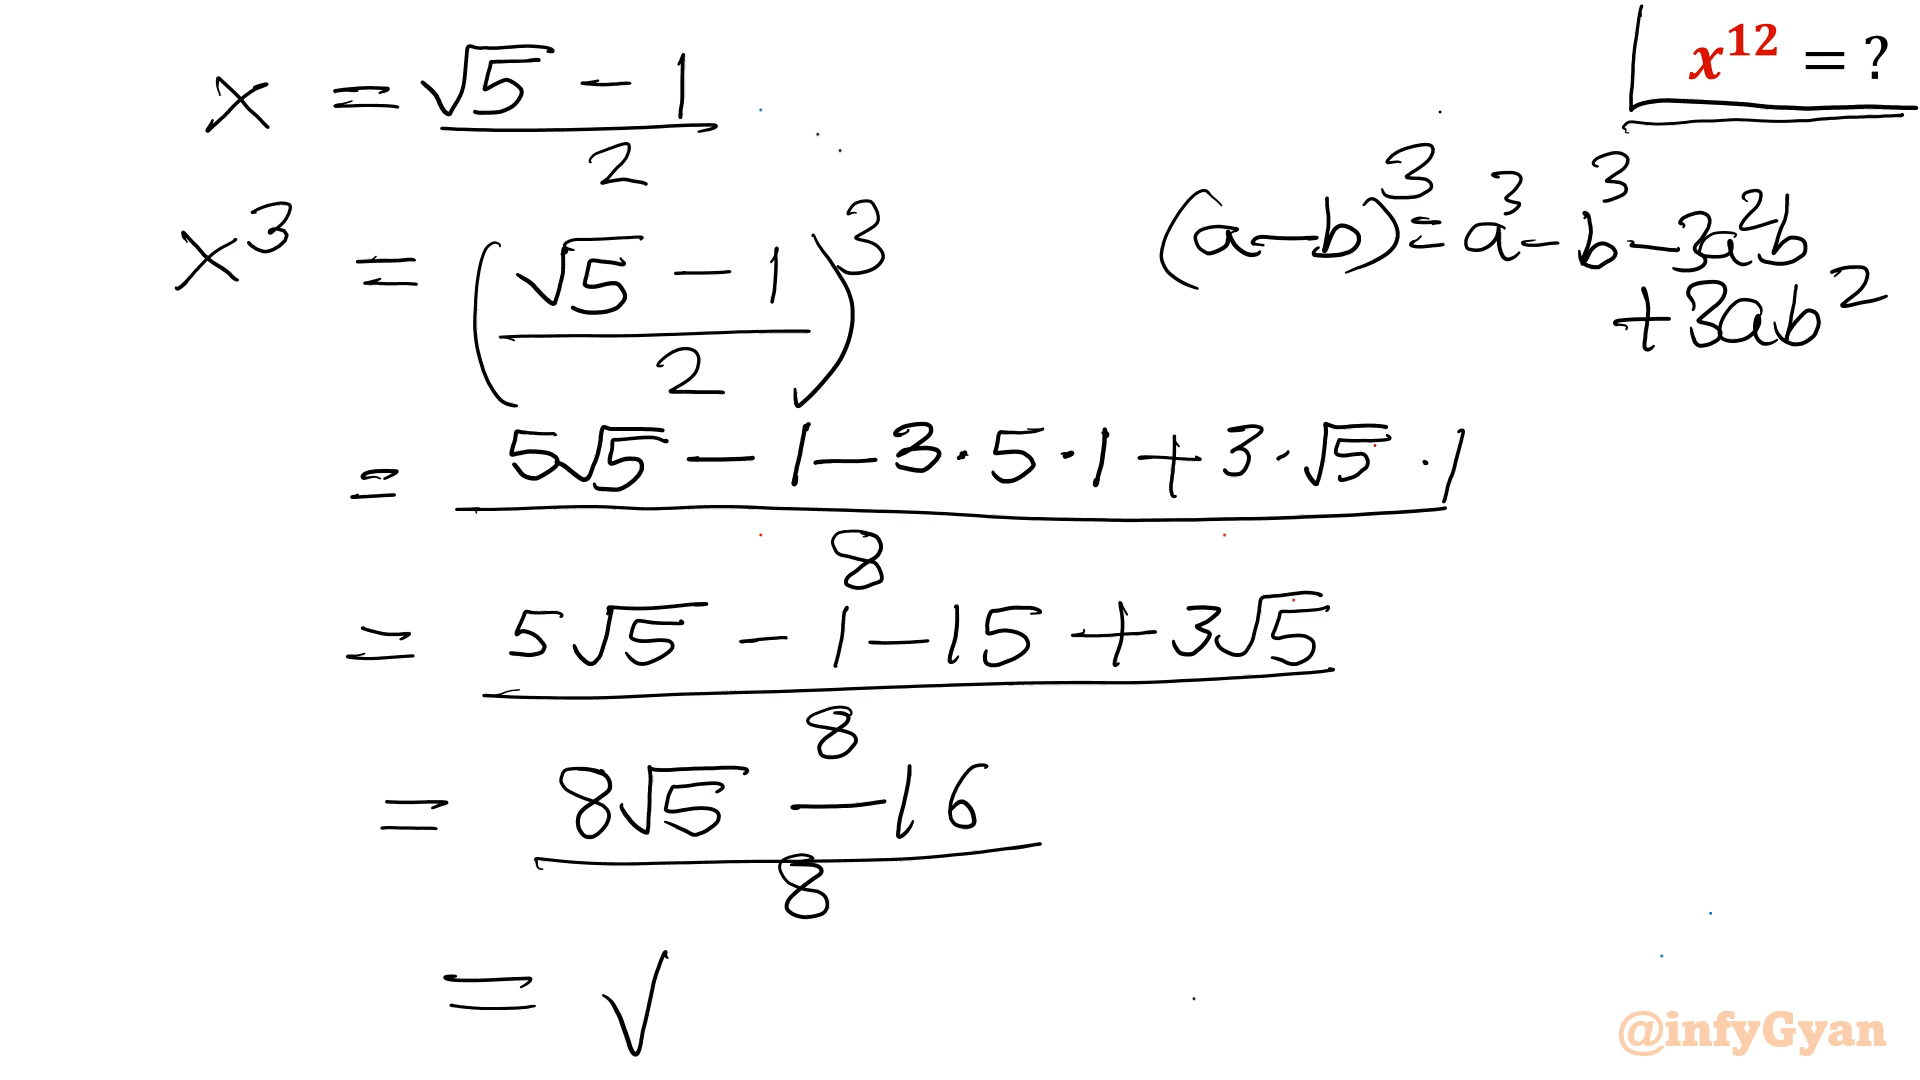 x¹² = ?
x = (√5 − 1)/2
(a−b)³ = a³ − b³ − 3a²b
+ 3ab²
x³ = ((√5 − 1)/2)³
= (5√5 − 1 − 3·5·1 + 3·√5·1)/8
= (5√5 − 1 − 15 + 3√5)/8
= (8√5 − 16)/8
= √
@infyGyan